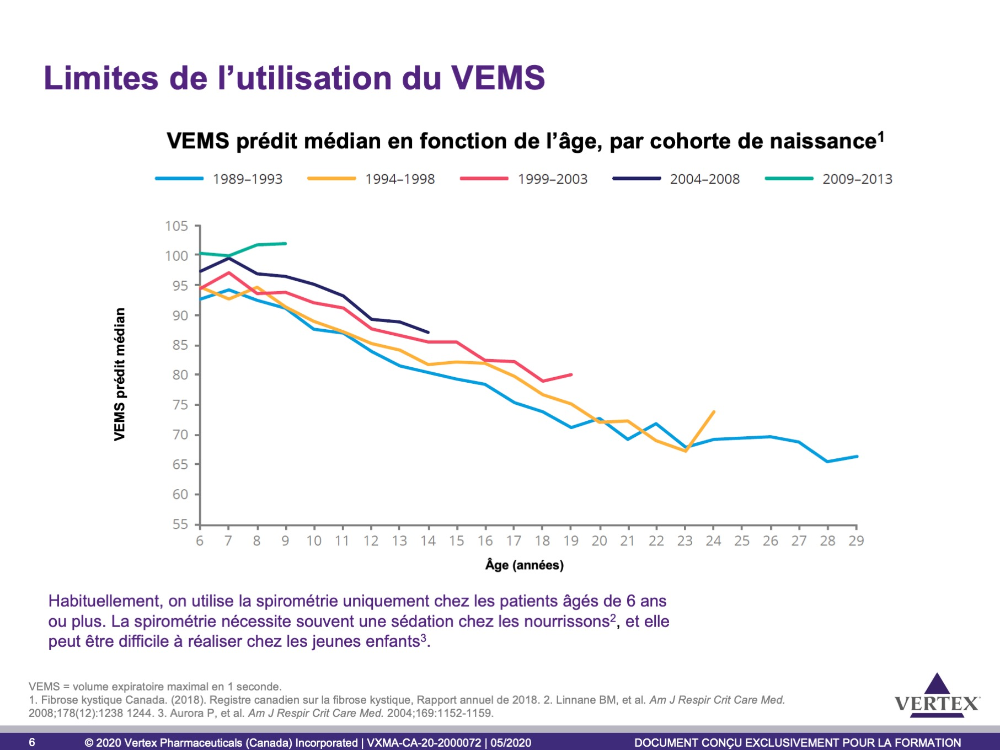 Limites de l’utilisation du VEMS
VEMS prédit médian en fonction de l’âge, par cohorte de naissance¹
1989–1993 1994–1998 1999–2003 2004–2008 2009–2013
105
100
95
90
85
80
75
70
65
60
55
VEMS prédit médian
6 7 8 9 10 11 12 13 14 15 16 17 18 19 20 21 22 23 24 25 26 27 28 29
Âge (années)
Habituellement, on utilise la spirométrie uniquement chez les patients âgés de 6 ans
ou plus. La spirométrie nécessite souvent une sédation chez les nourrissons², et elle
peut être difficile à réaliser chez les jeunes enfants³.
VEMS = volume expiratoire maximal en 1 seconde.
1. Fibrose kystique Canada. (2018). Registre canadien sur la fibrose kystique, Rapport annuel de 2018. 2. Linnane BM, et al. Am J Respir Crit Care Med.
2008;178(12):1238 1244. 3. Aurora P, et al. Am J Respir Crit Care Med. 2004;169:1152-1159.
VERTEX
6 © 2020 Vertex Pharmaceuticals (Canada) Incorporated | VXMA-CA-20-2000072 | 05/2020 DOCUMENT CONÇU EXCLUSIVEMENT POUR LA FORMATION